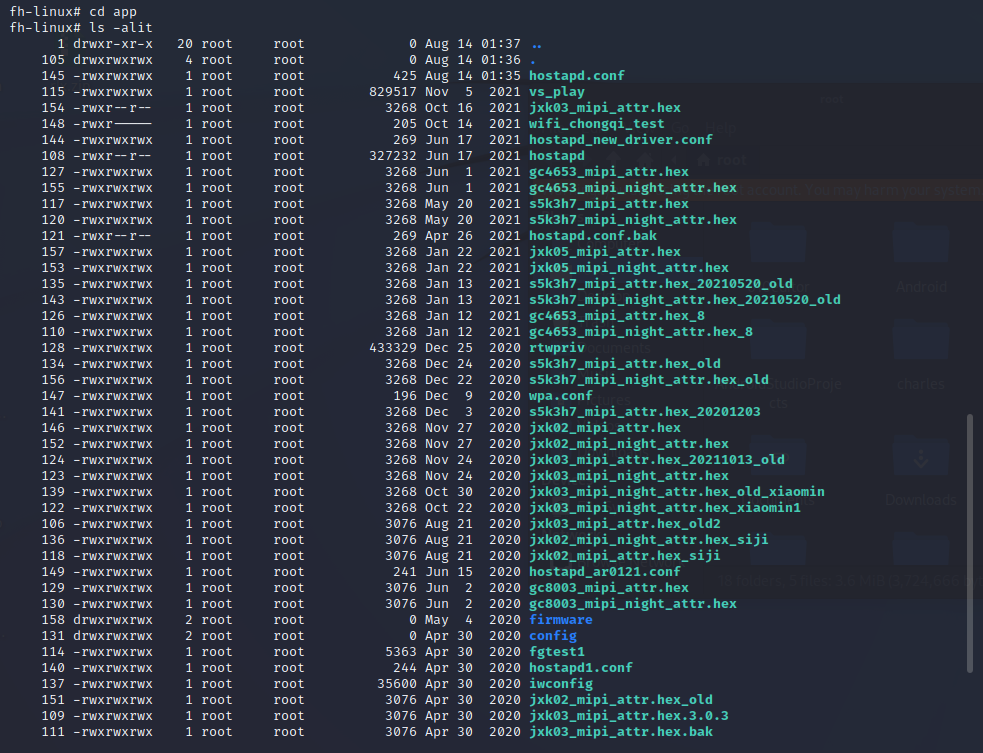 fh-linux# cd app
fh-linux# ls -alit
1 drwxr-xr-x 20 root root 0 Aug 14 01:37 ..
105 drwxrwxrwx 4 root root 0 Aug 14 01:36 .
145 -rwxrwxrwx 1 root root 425 Aug 14 01:35 hostapd.conf
115 -rwxrwxrwx 1 root root 829517 Nov 5 2021 vs_play
154 -rwxr--r-- 1 root root 3268 Oct 16 2021 jxk03_mipi_attr.hex
148 -rwxr----- 1 root root 205 Oct 14 2021 wifi_chongqi_test
144 -rwxrwxrwx 1 root root 269 Jun 17 2021 hostapd_new_driver.conf
108 -rwxr--r-- 1 root root 327232 Jun 17 2021 hostapd
127 -rwxrwxrwx 1 root root 3268 Jun 1 2021 gc4653_mipi_attr.hex
155 -rwxrwxrwx 1 root root 3268 Jun 1 2021 gc4653_mipi_night_attr.hex
117 -rwxrwxrwx 1 root root 3268 May 20 2021 s5k3h7_mipi_attr.hex
120 -rwxrwxrwx 1 root root 3268 May 20 2021 s5k3h7_mipi_night_attr.hex
121 -rwxr--r-- 1 root root 269 Apr 26 2021 hostapd.conf.bak
157 -rwxrwxrwx 1 root root 3268 Jan 22 2021 jxk05_mipi_attr.hex
153 -rwxrwxrwx 1 root root 3268 Jan 22 2021 jxk05_mipi_night_attr.hex
135 -rwxrwxrwx 1 root root 3268 Jan 13 2021 s5k3h7_mipi_attr.hex_20210520_old
143 -rwxrwxrwx 1 root root 3268 Jan 13 2021 s5k3h7_mipi_night_attr.hex_20210520_old
126 -rwxrwxrwx 1 root root 3268 Jan 12 2021 gc4653_mipi_attr.hex_8
110 -rwxrwxrwx 1 root root 3268 Jan 12 2021 gc4653_mipi_night_attr.hex_8
128 -rwxrwxrwx 1 root root 433329 Dec 25 2020 rtwpriv
134 -rwxrwxrwx 1 root root 3268 Dec 24 2020 s5k3h7_mipi_attr.hex_old
156 -rwxrwxrwx 1 root root 3268 Dec 22 2020 s5k3h7_mipi_night_attr.hex_old
147 -rwxrwxrwx 1 root root 196 Dec 9 2020 wpa.conf
141 -rwxrwxrwx 1 root root 3268 Dec 3 2020 s5k3h7_mipi_attr.hex_20201203
146 -rwxrwxrwx 1 root root 3268 Nov 27 2020 jxk02_mipi_attr.hex
152 -rwxrwxrwx 1 root root 3268 Nov 27 2020 jxk02_mipi_night_attr.hex
124 -rwxrwxrwx 1 root root 3268 Nov 24 2020 jxk03_mipi_attr.hex_20211013_old
123 -rwxrwxrwx 1 root root 3268 Nov 24 2020 jxk03_mipi_night_attr.hex
139 -rwxrwxrwx 1 root root 3268 Oct 30 2020 jxk03_mipi_night_attr.hex_old_xiaomin
122 -rwxrwxrwx 1 root root 3268 Oct 22 2020 jxk03_mipi_night_attr.hex_xiaomin1
106 -rwxrwxrwx 1 root root 3076 Aug 21 2020 jxk03_mipi_attr.hex_old2
136 -rwxrwxrwx 1 root root 3076 Aug 21 2020 jxk02_mipi_night_attr.hex_siji
118 -rwxrwxrwx 1 root root 3076 Aug 21 2020 jxk02_mipi_attr.hex_siji
149 -rwxrwxrwx 1 root root 241 Jun 15 2020 hostapd_ar0121.conf
129 -rwxrwxrwx 1 root root 3076 Jun 2 2020 gc8003_mipi_attr.hex
130 -rwxrwxrwx 1 root root 3076 Jun 2 2020 gc8003_mipi_night_attr.hex
158 drwxrwxrwx 2 root root 0 May 4 2020 firmware
131 drwxrwxrwx 2 root root 0 Apr 30 2020 config
114 -rwxrwxrwx 1 root root 5363 Apr 30 2020 fgtest1
140 -rwxrwxrwx 1 root root 244 Apr 30 2020 hostapd1.conf
137 -rwxrwxrwx 1 root root 35600 Apr 30 2020 iwconfig
151 -rwxrwxrwx 1 root root 3076 Apr 30 2020 jxk02_mipi_attr.hex_old
109 -rwxrwxrwx 1 root root 3076 Apr 30 2020 jxk03_mipi_attr.hex.3.0.3
111 -rwxrwxrwx 1 root root 3076 Apr 30 2020 jxk03_mipi_attr.hex.bak
root
Help
root
Android
charles
Downloads